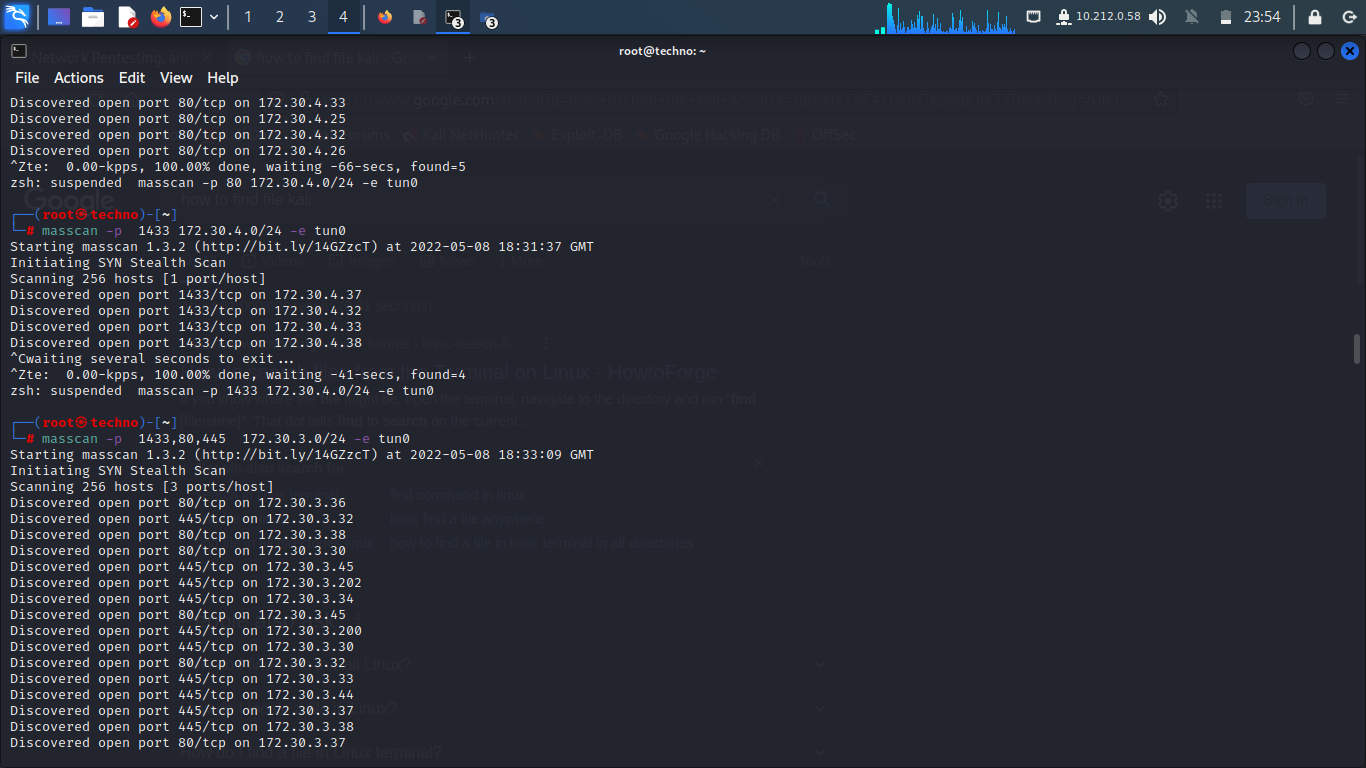 1 2 3 4
3
3
10.212.0.58
23:54
root@techno: ~
File Actions Edit View Help
Discovered open port 80/tcp on 172.30.4.33
Discovered open port 80/tcp on 172.30.4.25
Discovered open port 80/tcp on 172.30.4.32
Discovered open port 80/tcp on 172.30.4.26
^Zte:  0.00-kpps, 100.00% done, waiting -66-secs, found=5
zsh: suspended  masscan -p 80 172.30.4.0/24 -e tun0
┌──(root㉿techno)-[~]
└─# masscan -p  1433 172.30.4.0/24 -e tun0
Starting masscan 1.3.2 (http://bit.ly/14GZzcT) at 2022-05-08 18:31:37 GMT
Initiating SYN Stealth Scan
Scanning 256 hosts [1 port/host]
Discovered open port 1433/tcp on 172.30.4.37
Discovered open port 1433/tcp on 172.30.4.32
Discovered open port 1433/tcp on 172.30.4.33
Discovered open port 1433/tcp on 172.30.4.38
^Cwaiting several seconds to exit...
^Zte:  0.00-kpps, 100.00% done, waiting -41-secs, found=4
zsh: suspended  masscan -p 1433 172.30.4.0/24 -e tun0
┌──(root㉿techno)-[~]
└─# masscan -p  1433,80,445  172.30.3.0/24 -e tun0
Starting masscan 1.3.2 (http://bit.ly/14GZzcT) at 2022-05-08 18:33:09 GMT
Initiating SYN Stealth Scan
Scanning 256 hosts [3 ports/host]
Discovered open port 80/tcp on 172.30.3.36
Discovered open port 445/tcp on 172.30.3.32
Discovered open port 80/tcp on 172.30.3.38
Discovered open port 80/tcp on 172.30.3.30
Discovered open port 445/tcp on 172.30.3.45
Discovered open port 445/tcp on 172.30.3.202
Discovered open port 445/tcp on 172.30.3.34
Discovered open port 80/tcp on 172.30.3.45
Discovered open port 445/tcp on 172.30.3.200
Discovered open port 445/tcp on 172.30.3.30
Discovered open port 80/tcp on 172.30.3.32
Discovered open port 445/tcp on 172.30.3.33
Discovered open port 445/tcp on 172.30.3.44
Discovered open port 445/tcp on 172.30.3.37
Discovered open port 445/tcp on 172.30.3.38
Discovered open port 80/tcp on 172.30.3.37